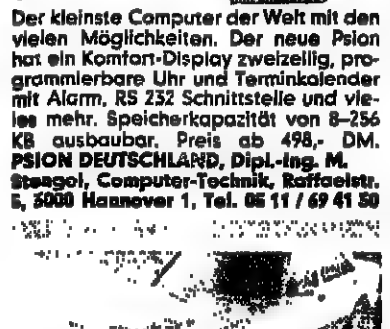 Der kleinste Computer der Welt mit den
vielen Möglichkeiten. Der neue Psion
hat ein Komfort-Display zweizeilig, pro-
grammierbare Uhr und Terminkalender
mit Alarm, RS 232 Schnittstelle und vie-
les mehr. Speicherkapazität von 8–256
KB ausbaubar. Preis ab 498,- DM.
PSION DEUTSCHLAND, Dipl.-Ing. M.
Stengel, Computer-Technik, Raffaelstr.
5, 3000 Hannover 1, Tel. 05 11 / 69 41 50